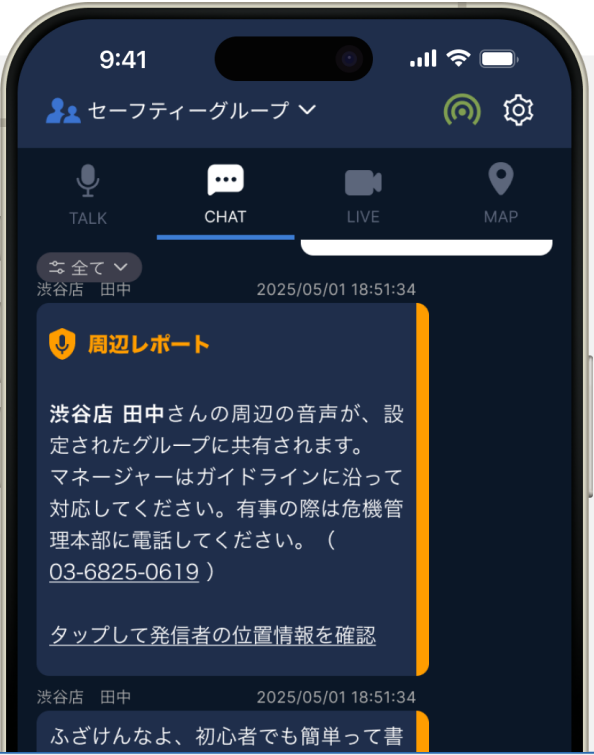 9:41
セーフティーグループ
TALK
CHAT
LIVE
MAP
全て
渋谷店　田中
2025/05/01 18:51:34
周辺レポート
渋谷店 田中さんの周辺の音声が、設
定されたグループに共有されます。
マネージャーはガイドラインに沿って
対応してください。有事の際は危機管
理本部に電話してください。（
03-6825-0619 ）
タップして発信者の位置情報を確認
渋谷店　田中
2025/05/01 18:51:34
ふざけんなよ、初心者でも簡単って書